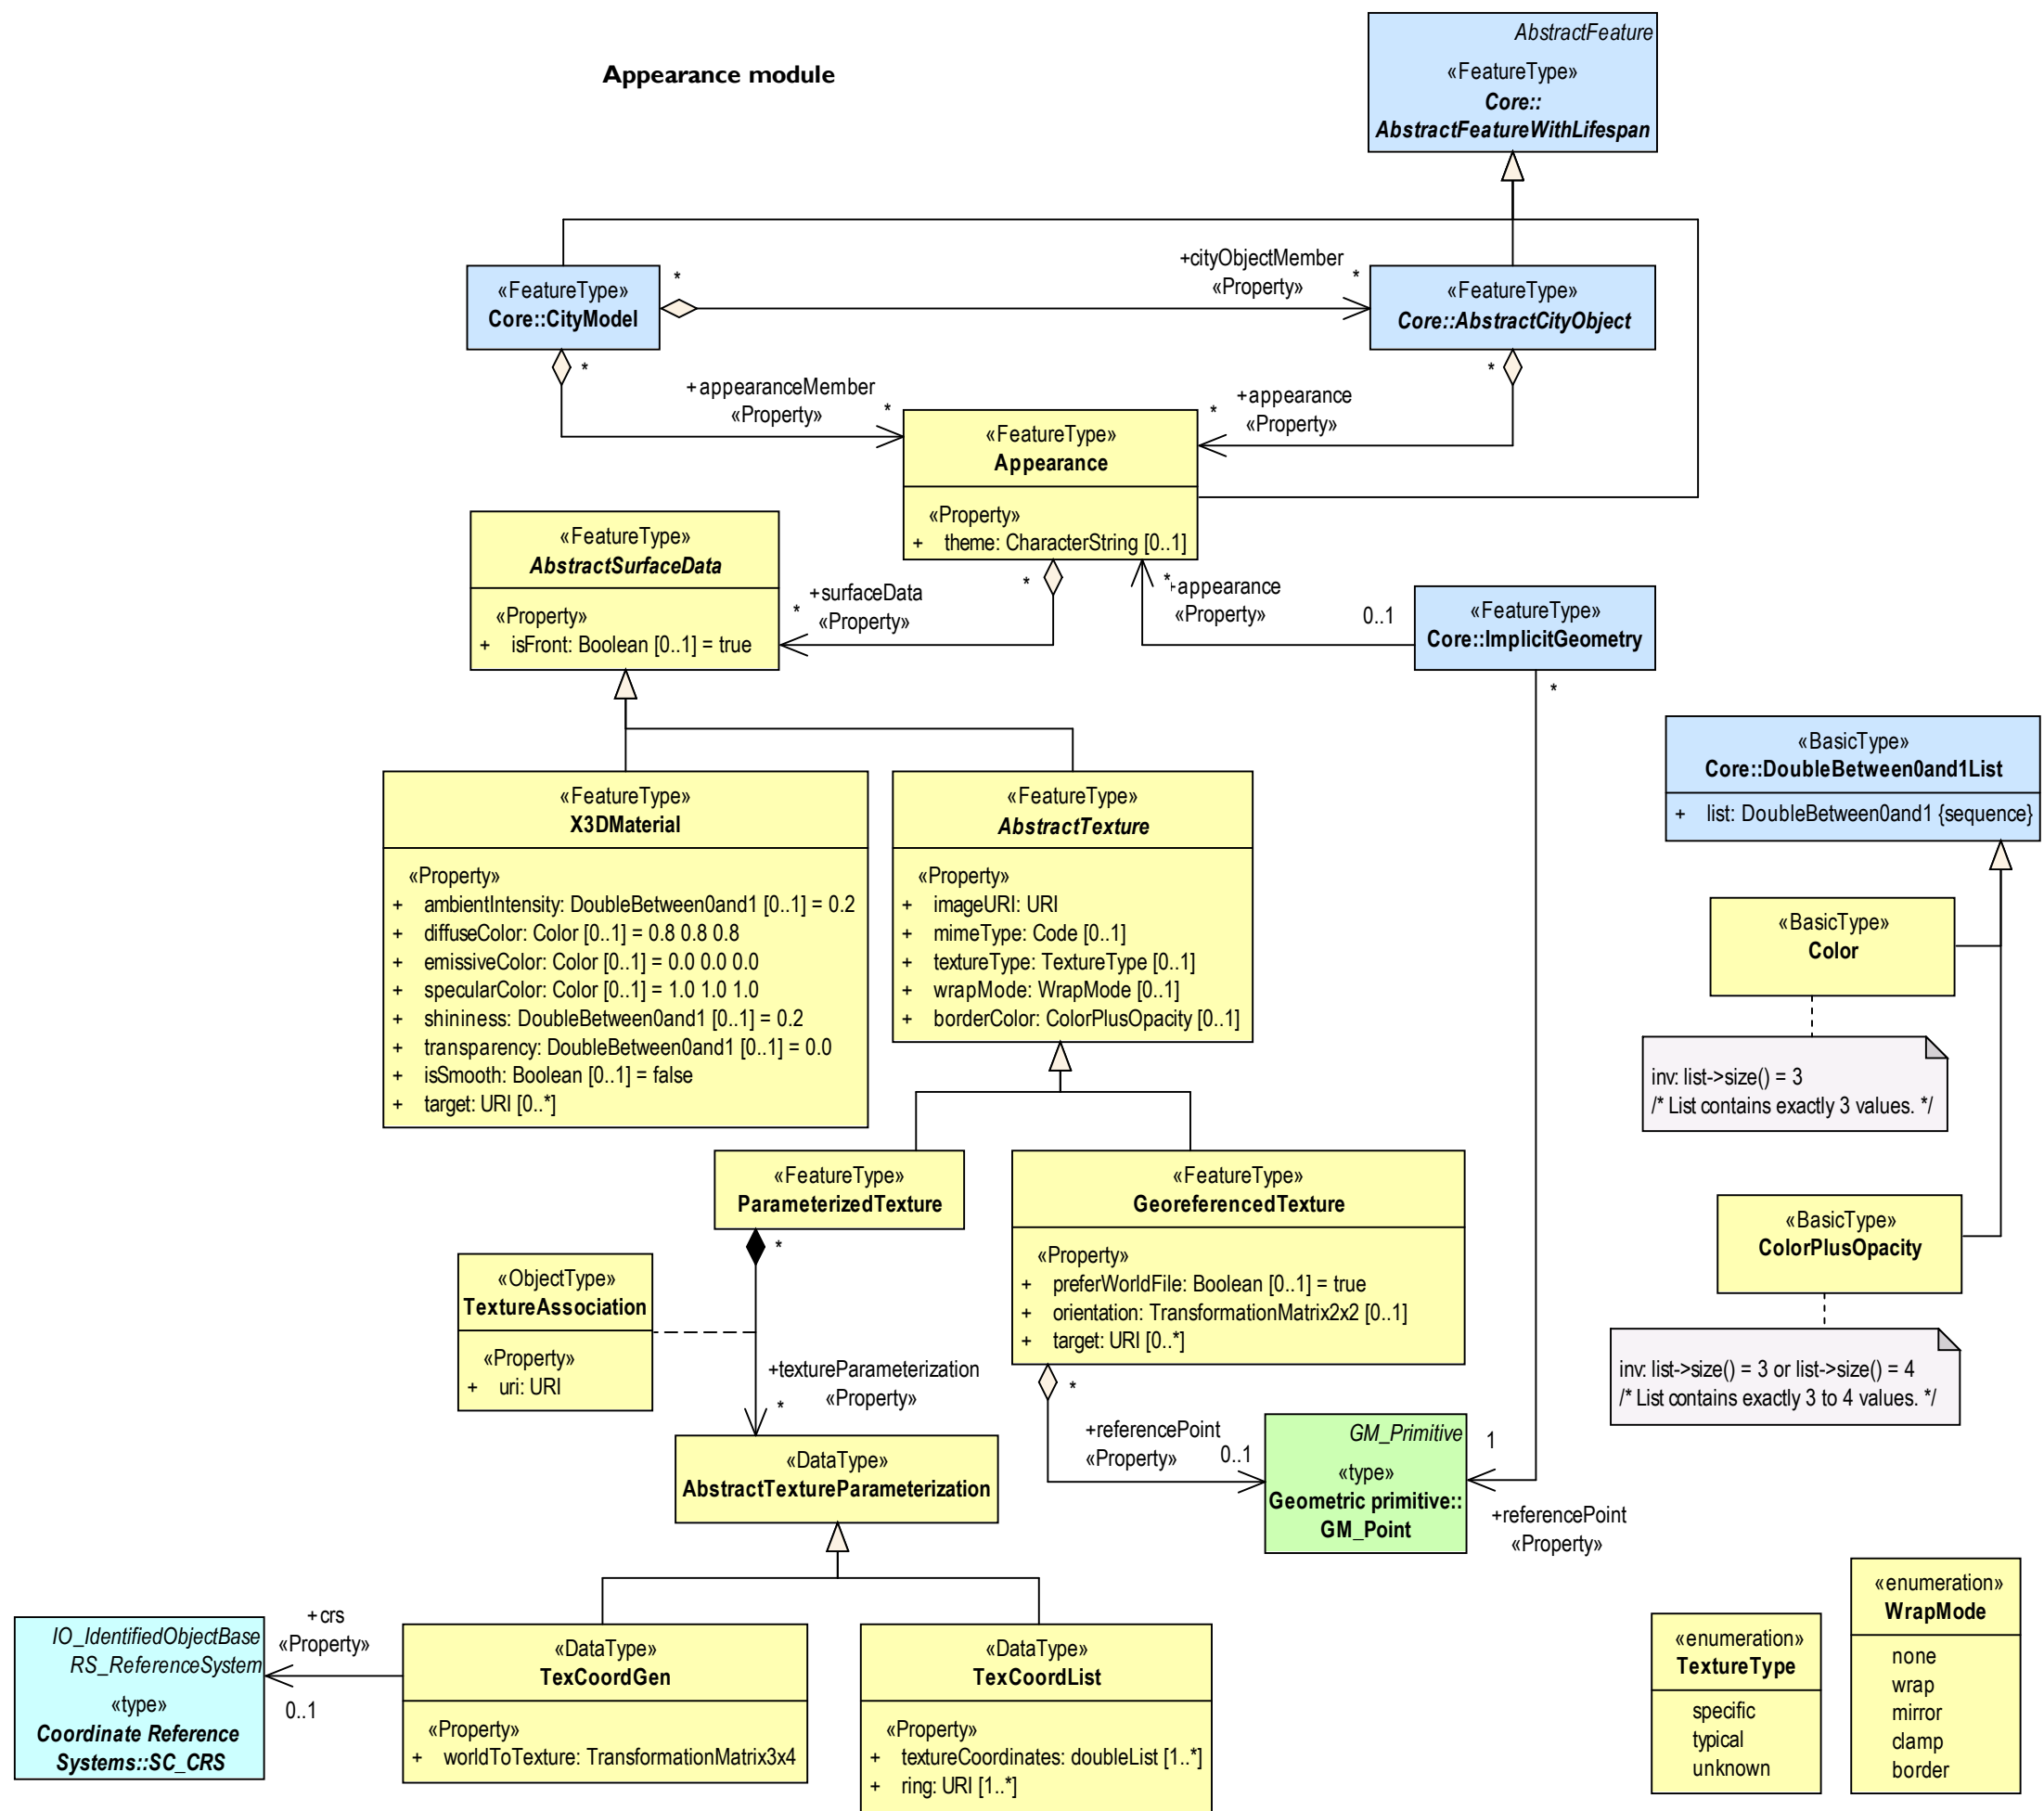 Appearance module
AbstractFeature
«FeatureType»
Core::
AbstractFeatureWithLifespan
«FeatureType»
Core::CityModel
*
+cityObjectMember
«Property»
*
«FeatureType»
Core::AbstractCityObject
*
+appearanceMember
«Property»
*
*
+appearance
«Property»
*
«FeatureType»
Appearance
«Property»
+ theme: CharacterString [0..1]
«FeatureType»
AbstractSurfaceData
«Property»
+ isFront: Boolean [0..1] = true
+surfaceData
«Property»
*
*
*
+appearance
«Property»
0..1
«FeatureType»
Core::ImplicitGeometry
*
«BasicType»
Core::DoubleBetween0and1List
+ list: DoubleBetween0and1 {sequence}
«FeatureType»
X3DMaterial
«Property»
+ ambientIntensity: DoubleBetween0and1 [0..1] = 0.2
+ diffuseColor: Color [0..1] = 0.8 0.8 0.8
+ emissiveColor: Color [0..1] = 0.0 0.0 0.0
+ specularColor: Color [0..1] = 1.0 1.0 1.0
+ shininess: DoubleBetween0and1 [0..1] = 0.2
+ transparency: DoubleBetween0and1 [0..1] = 0.0
+ isSmooth: Boolean [0..1] = false
+ target: URI [0..*]
«FeatureType»
AbstractTexture
«Property»
+ imageURI: URI
+ mimeType: Code [0..1]
+ textureType: TextureType [0..1]
+ wrapMode: WrapMode [0..1]
+ borderColor: ColorPlusOpacity [0..1]
«BasicType»
Color
inv: list->size() = 3
/* List contains exactly 3 values. */
«FeatureType»
ParameterizedTexture
*
«FeatureType»
GeoreferencedTexture
«Property»
+ preferWorldFile: Boolean [0..1] = true
+ orientation: TransformationMatrix2x2 [0..1]
+ target: URI [0..*]
*
«BasicType»
ColorPlusOpacity
inv: list->size() = 3 or list->size() = 4
/* List contains exactly 3 to 4 values. */
«ObjectType»
TextureAssociation
«Property»
+ uri: URI
+textureParameterization
«Property»
*
«DataType»
AbstractTextureParameterization
+referencePoint
«Property»
0..1
GM_Primitive
«type»
Geometric primitive::
GM_Point
1
+referencePoint
«Property»
IO_IdentifiedObjectBase
RS_ReferenceSystem
«type»
Coordinate Reference
Systems::SC_CRS
+crs
«Property»
0..1
«DataType»
TexCoordGen
«Property»
+ worldToTexture: TransformationMatrix3x4
«DataType»
TexCoordList
«Property»
+ textureCoordinates: doubleList [1..*]
+ ring: URI [1..*]
«enumeration»
TextureType
specific
typical
unknown
«enumeration»
WrapMode
none
wrap
mirror
clamp
border